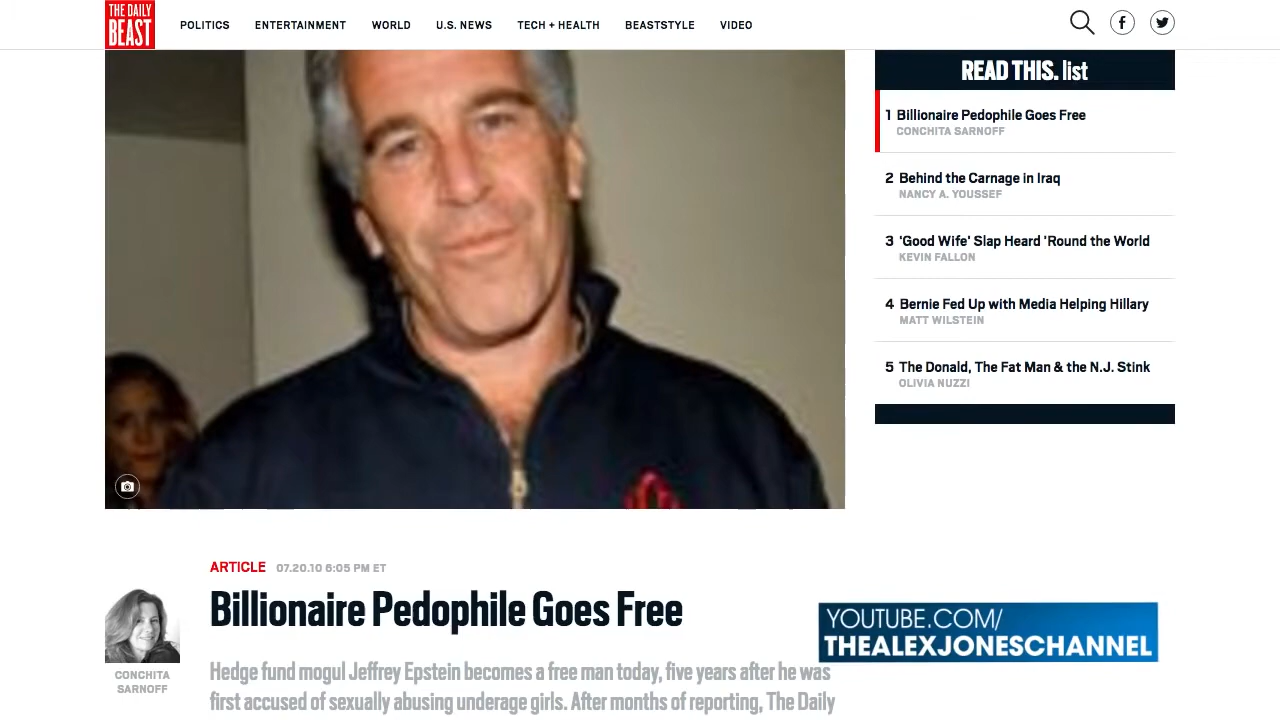 THE DAILY
BEAST
POLITICS ENTERTAINMENT WORLD U.S. NEWS TECH + HEALTH BEASTSTYLE VIDEO
READ THIS. list
1 Billionaire Pedophile Goes Free
CONCHITA SARNOFF
2 Behind the Carnage in Iraq
NANCY A. YOUSSEF
3 'Good Wife' Slap Heard 'Round the World
KEVIN FALLON
4 Bernie Fed Up with Media Helping Hillary
MATT WILSTEIN
5 The Donald, The Fat Man & the N.J. Stink
OLIVIA NUZZI
ARTICLE 07.20.10 6:05 PM ET
Billionaire Pedophile Goes Free
CONCHITA
SARNOFF
Hedge fund mogul Jeffrey Epstein becomes a free man today, five years after he was
first accused of sexually abusing underage girls. After months of reporting, The Daily
YOUTUBE.COM/
THEALEXJONESCHANNEL